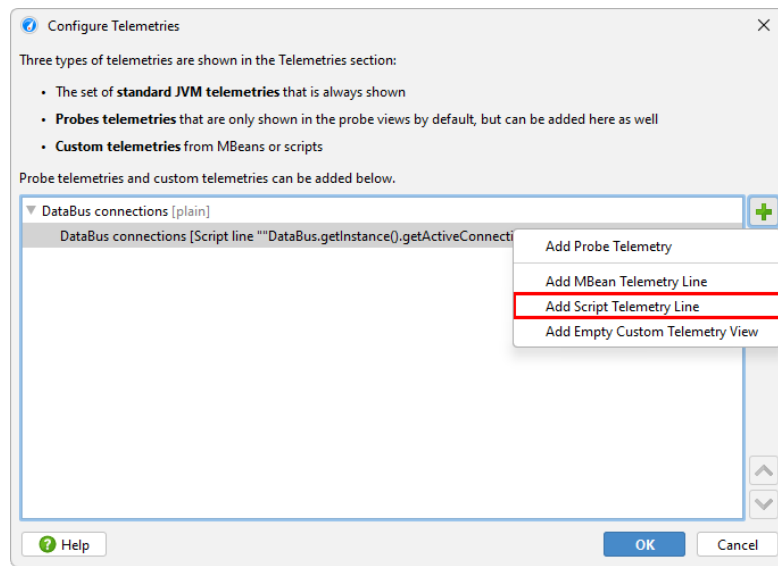 Configure Telemetries
Three types of telemetries are shown in the Telemetries section:
• The set of standard JVM telemetries that is always shown
• Probes telemetries that are only shown in the probe views by default, but can be added here as well
• Custom telemetries from MBeans or scripts
Probe telemetries and custom telemetries can be added below.
DataBus connections [plain]
DataBus connections [Script line ""DataBus.getInstance().getActiveConnecti
Add Probe Telemetry
Add MBean Telemetry Line
Add Script Telemetry Line
Add Empty Custom Telemetry View
Help
OK
Cancel